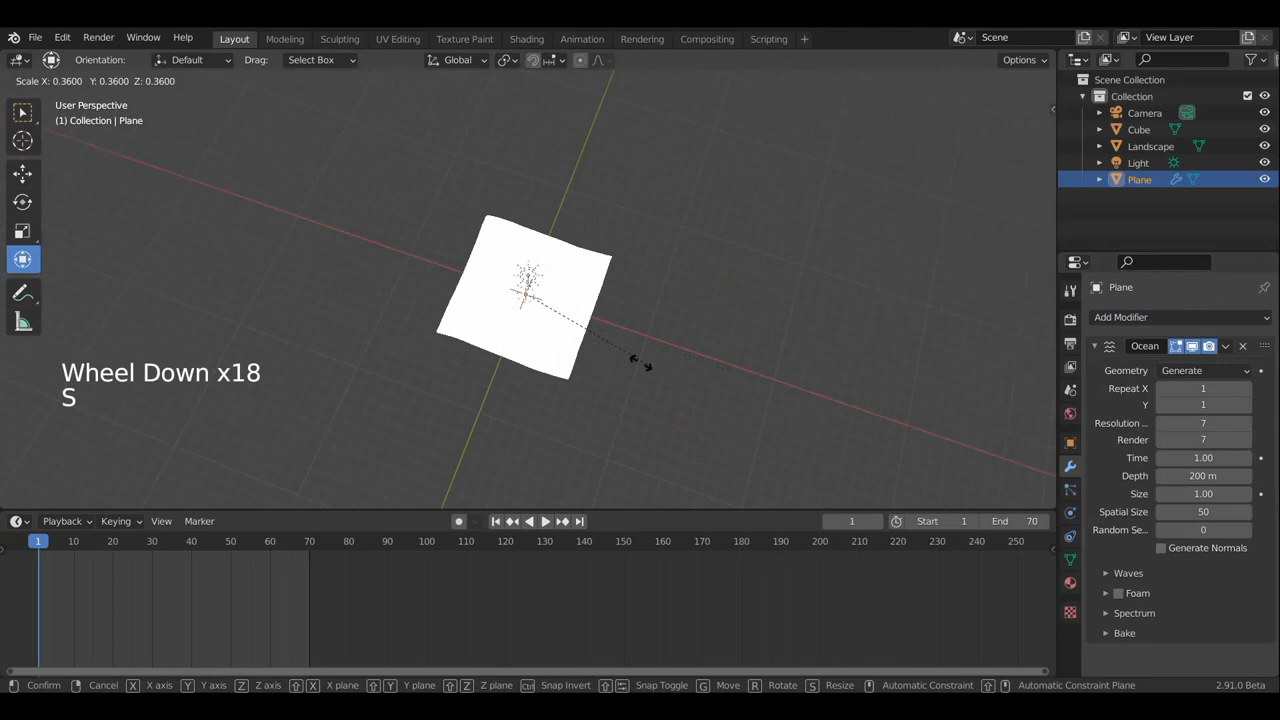 File Edit Render Window Help Layout Modeling Sculpting UV Editing Texture Paint Shading Animation Rendering Compositing Scripting + Scene View Layer
Orientation: Default Drag: Select Box Global Options
Scale X: 0.3600 Y: 0.3600 Z: 0.3600
User Perspective
(1) Collection | Plane
Wheel Down x18
S
Scene Collection
Collection
Camera
Cube
Landscape
Light
Plane
Plane
Add Modifier
Ocean
Geometry Generate
Repeat X 1
Y 1
Resolution ... 7
Render 7
Time 1.00
Depth 200 m
Size 1.00
Spatial Size 50
Random Se... 0
Generate Normals
Waves
Foam
Spectrum
Bake
Playback Keying View Marker 1 Start 1 End 70
1 10 20 30 40 50 60 70 80 90 100 110 120 130 140 150 160 170 180 190 200 210 220 230 240 250
Confirm Cancel X X axis Y Y axis Z Z axis X X plane Y Y plane Z Z plane Ctrl Snap Invert Snap Toggle G Move R Rotate S Resize Automatic Constraint Automatic Constraint Plane 2.91.0 Beta